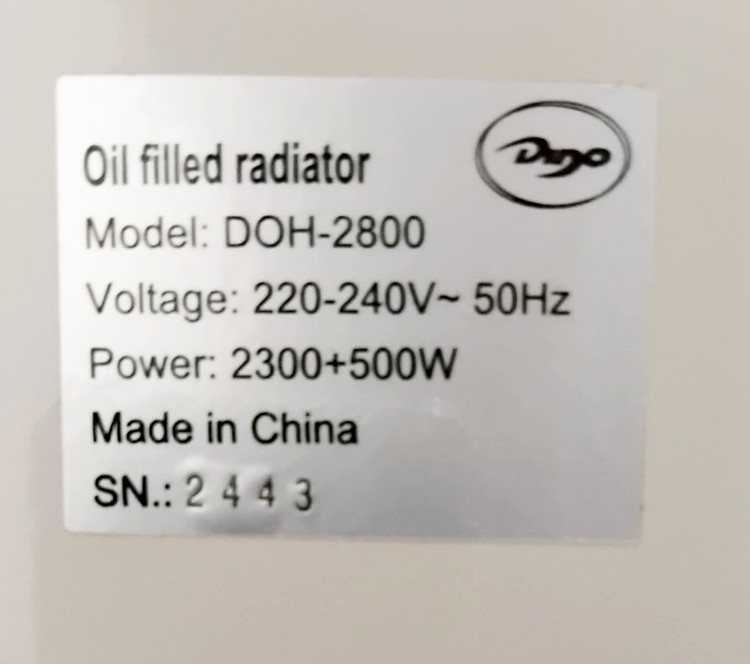 Dino
Oil filled radiator
Model: DOH-2800
Voltage: 220-240V~ 50Hz
Power: 2300+500W
Made in China
SN.: 2 4 4 3